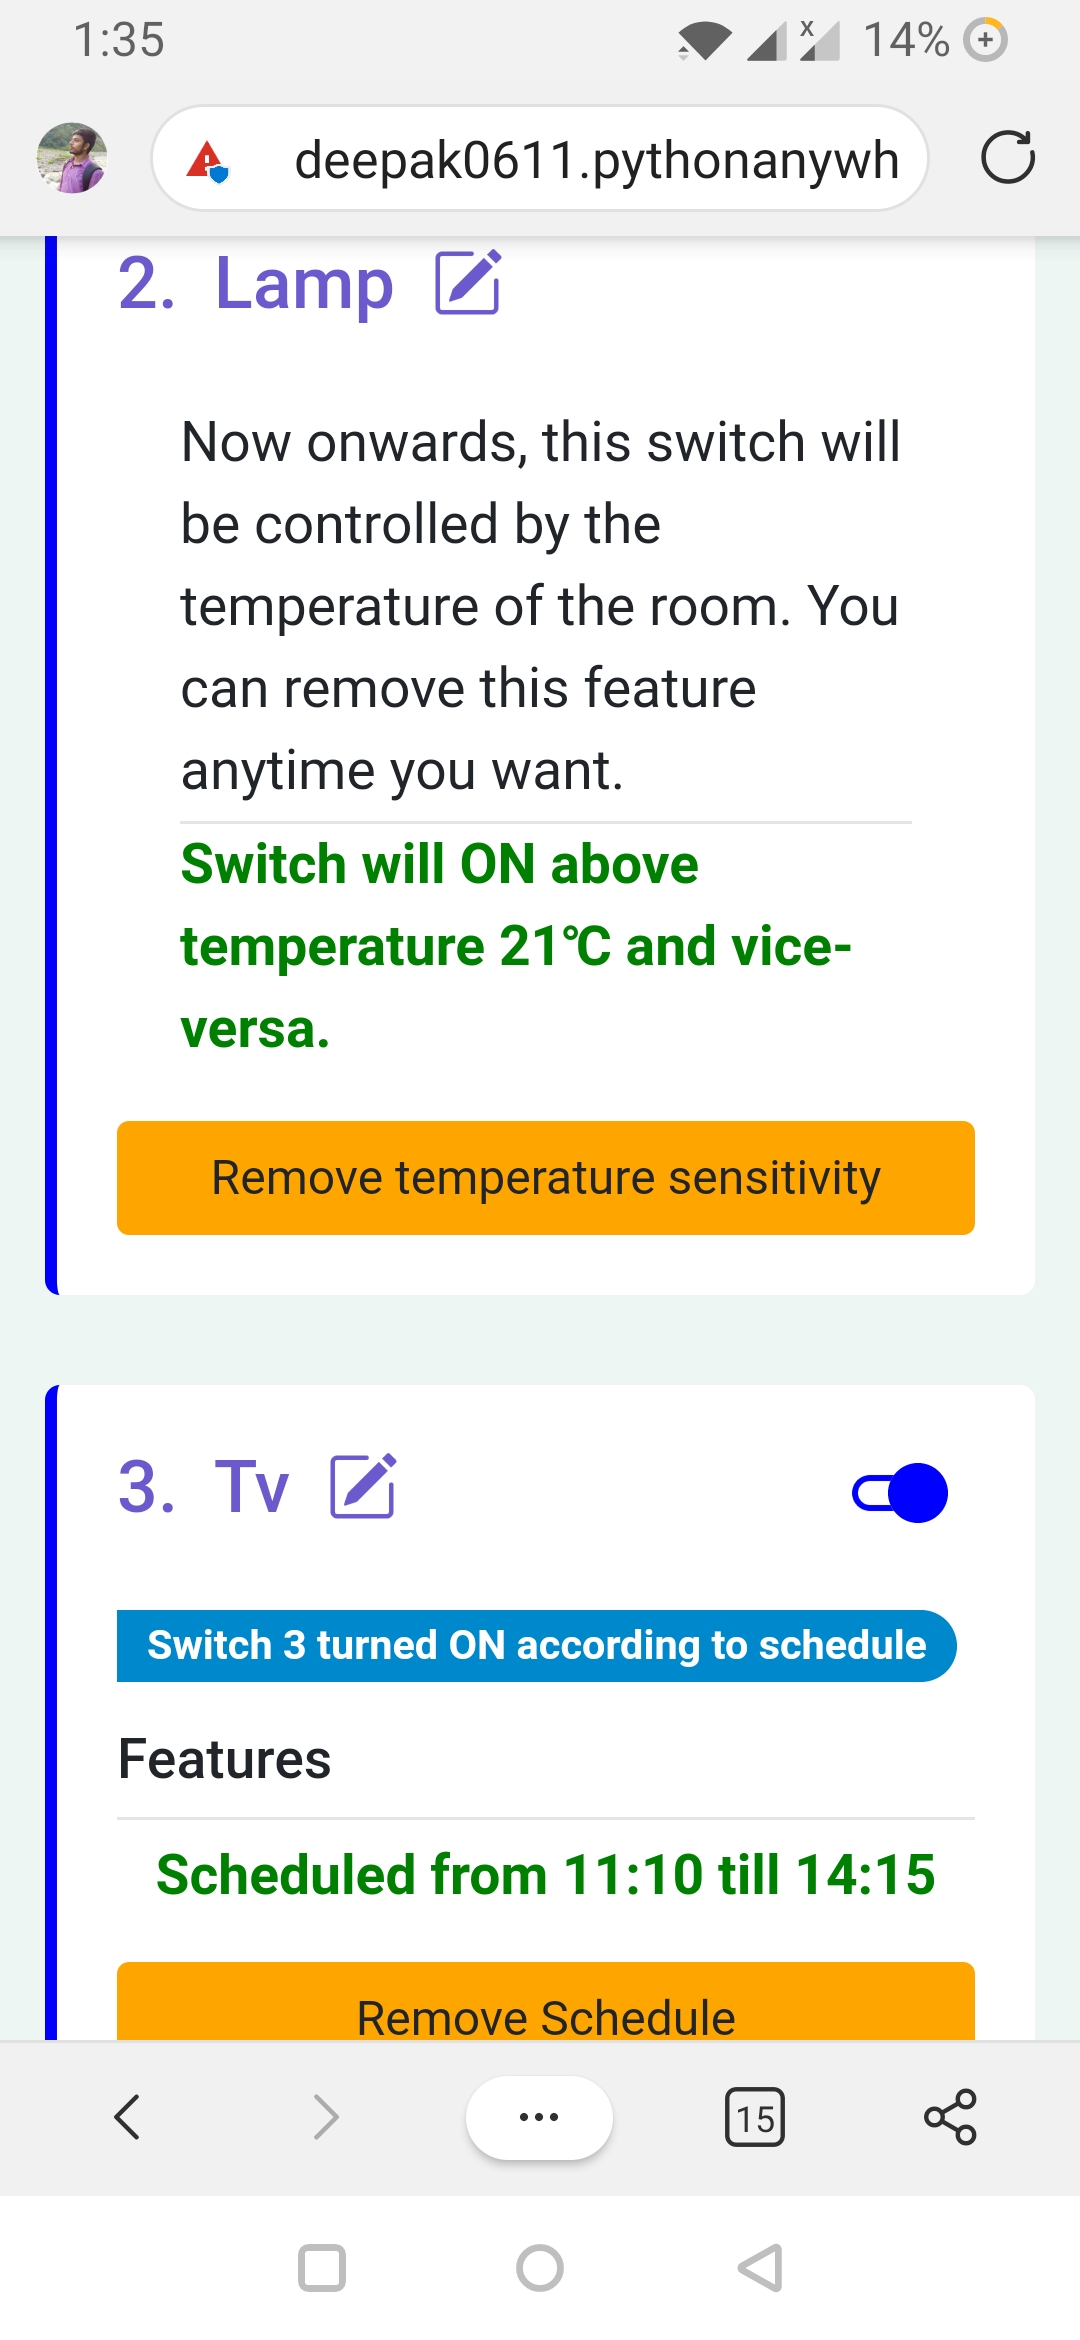 1:35
x
14%
deepak0611.pythonanywh
2. Lamp
Now onwards, this switch will
be controlled by the
temperature of the room. You
can remove this feature
anytime you want.
Switch will ON above
temperature 21°C and vice-
versa.
Remove temperature sensitivity
3. Tv
Switch 3 turned ON according to schedule
Features
Scheduled from 11:10 till 14:15
Remove Schedule
15